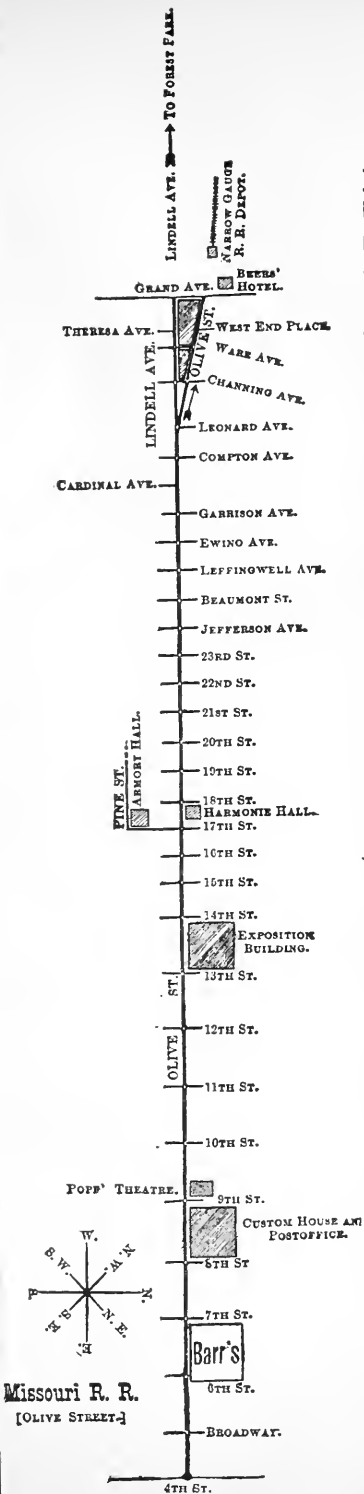 LINDELL AVE. TO FOREST PARK.
NARROW GAUGE
R. R. DEPOT.
BEERS'
HOTEL.
GRAND AVE.
THERESA AVE.
WEST END PLACE.
WARE AVE.
OLIVE ST.
LINDELL AVE.
CHANNING AVE.
LEONARD AVE.
COMPTON AVE.
CARDINAL AVE.
GARRISON AVE.
EWING AVE.
LEFFINGWELL AVE.
BEAUMONT ST.
JEFFERSON AVE.
23RD ST.
22ND ST.
21ST ST.
20TH ST.
19TH ST.
18TH ST.
PINE ST.
ARMORY HALL.
HARMONIE HALL.
17TH ST.
16TH ST.
15TH ST.
14TH ST.
EXPOSITION
BUILDING.
13TH ST.
OLIVE ST.
12TH ST.
11TH ST.
10TH ST.
POPE' THEATRE.
9TH ST.
CUSTOM HOUSE AN
POSTOFFICE.
8TH ST
W.
S. W.
N. W.
N.
S. E.
N. E.
E.
7TH ST.
Barr's
6TH ST.
Missouri R. R.
[OLIVE STREET.]
BROADWAY.
4TH ST.